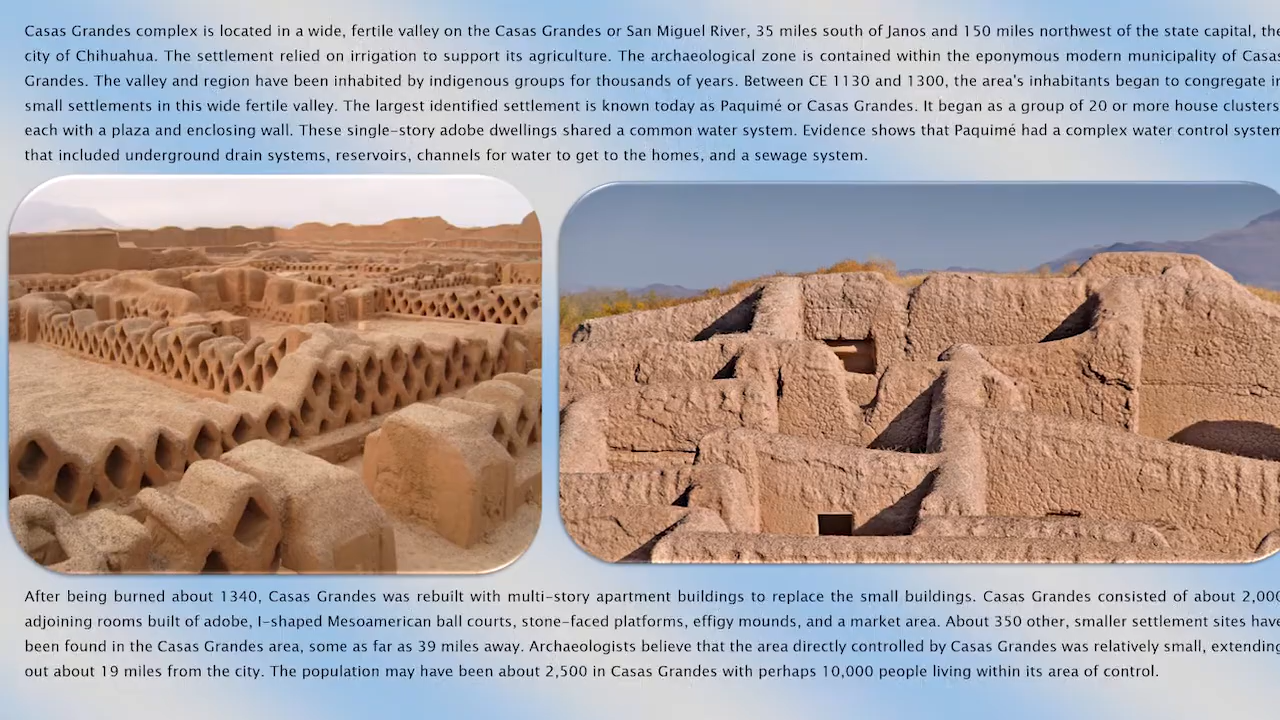 Casas Grandes complex is located in a wide, fertile valley on the Casas Grandes or San Miguel River, 35 miles south of Janos and 150 miles northwest of the state capital, the
city of Chihuahua. The settlement relied on irrigation to support its agriculture. The archaeological zone is contained within the eponymous modern municipality of Casas
Grandes. The valley and region have been inhabited by indigenous groups for thousands of years. Between CE 1130 and 1300, the area's inhabitants began to congregate in
small settlements in this wide fertile valley. The largest identified settlement is known today as Paquimé or Casas Grandes. It began as a group of 20 or more house clusters
each with a plaza and enclosing wall. These single-story adobe dwellings shared a common water system. Evidence shows that Paquimé had a complex water control system
that included underground drain systems, reservoirs, channels for water to get to the homes, and a sewage system.
After being burned about 1340, Casas Grandes was rebuilt with multi-story apartment buildings to replace the small buildings. Casas Grandes consisted of about 2,000
adjoining rooms built of adobe, I-shaped Mesoamerican ball courts, stone-faced platforms, effigy mounds, and a market area. About 350 other, smaller settlement sites have
been found in the Casas Grandes area, some as far as 39 miles away. Archaeologists believe that the area directly controlled by Casas Grandes was relatively small, extending
out about 19 miles from the city. The population may have been about 2,500 in Casas Grandes with perhaps 10,000 people living within its area of control.